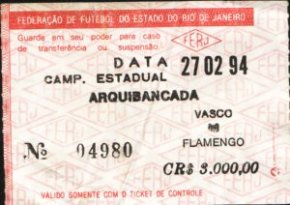 FEDERAÇÃO DE FUTEBOL DO ESTADO DO RIO DE JANEIRO
Guarde em seu poder para caso
de transferência ou suspensão.
FERJ
DATA 27 02 94
CAMP. ESTADUAL
ARQUIBANCADA
VASCO
FLAMENGO
Nº 04980
CR$ 3.000,00
VÁLIDO SOMENTE COM O TICKET DE CONTROLE